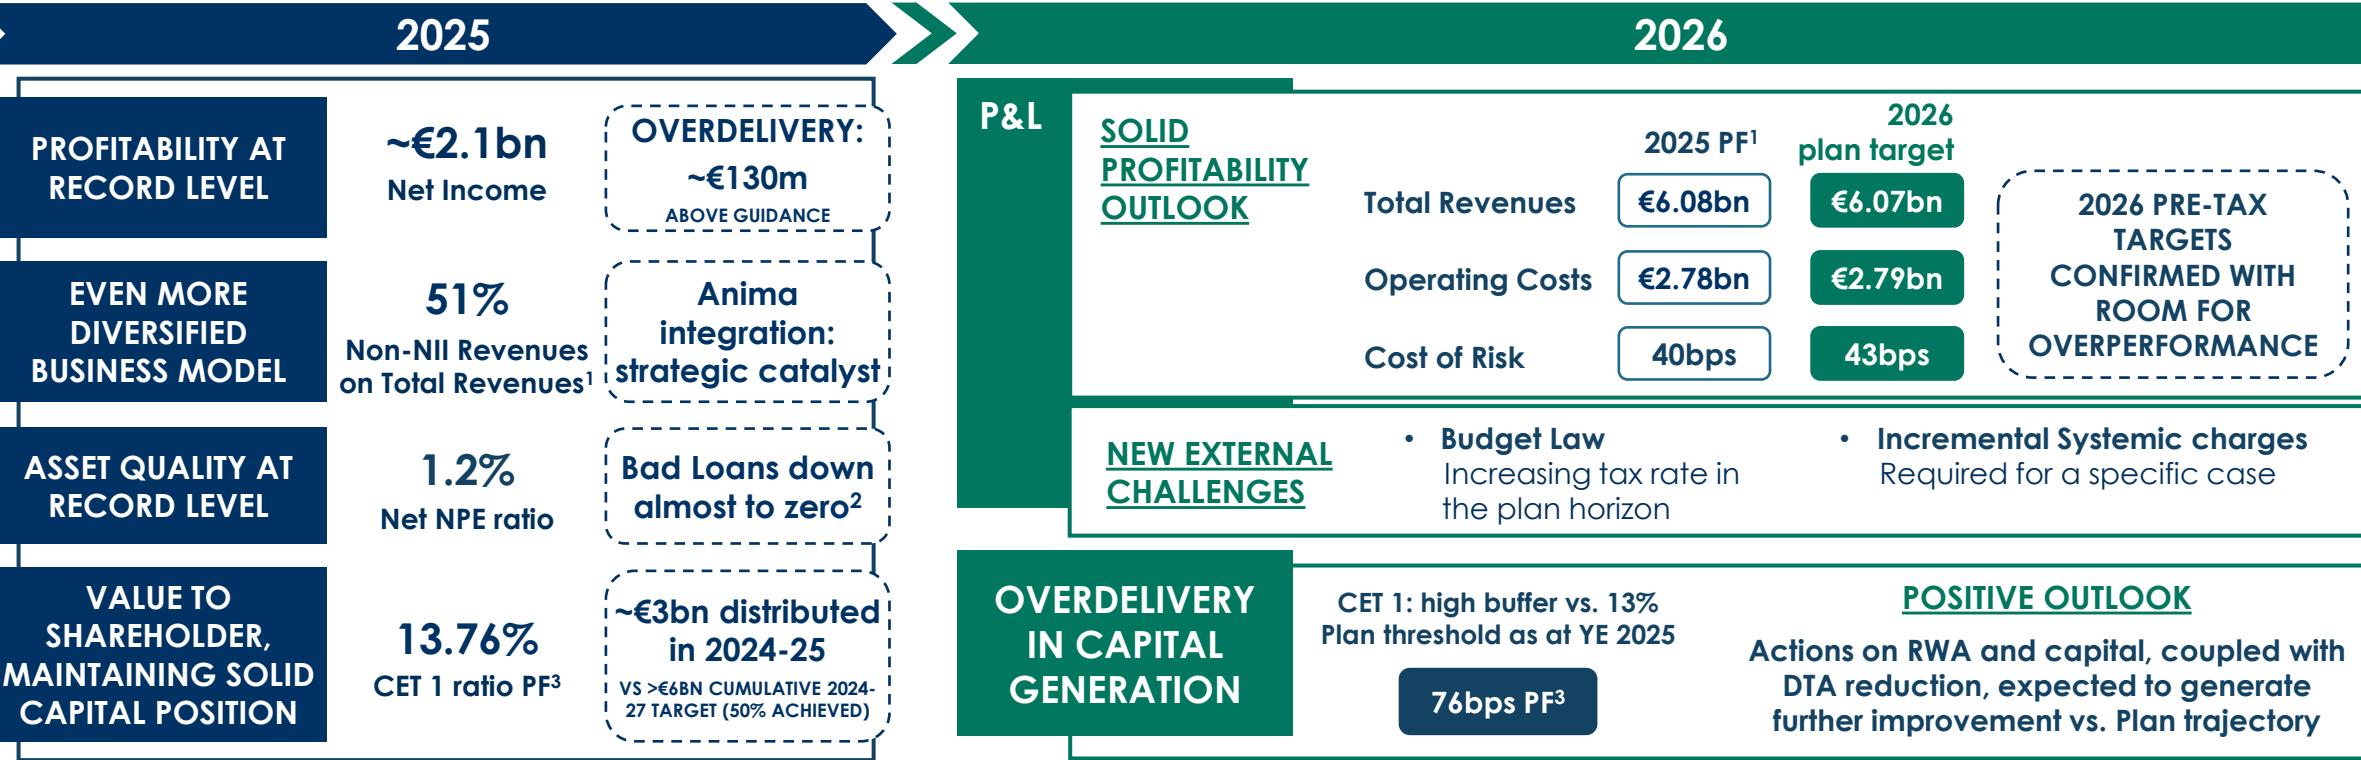 2025
PROFITABILITY AT
RECORD LEVEL
~€2.1bn
Net Income
OVERDELIVERY:
~€130m
ABOVE GUIDANCE
EVEN MORE
DIVERSIFIED
BUSINESS MODEL
51%
Non-NII Revenues
on Total Revenues¹
Anima
integration:
strategic catalyst
ASSET QUALITY AT
RECORD LEVEL
1.2%
Net NPE ratio
Bad Loans down
almost to zero²
VALUE TO
SHAREHOLDER,
MAINTAINING SOLID
CAPITAL POSITION
13.76%
CET 1 ratio PF³
~€3bn distributed
in 2024-25
VS >€6BN CUMULATIVE 2024-
27 TARGET (50% ACHIEVED)
2026
P&L
SOLID
PROFITABILITY
OUTLOOK
2025 PF¹
2026
plan target
Total Revenues €6.08bn €6.07bn
Operating Costs €2.78bn €2.79bn
Cost of Risk 40bps 43bps
2026 PRE-TAX
TARGETS
CONFIRMED WITH
ROOM FOR
OVERPERFORMANCE
NEW EXTERNAL
CHALLENGES
• Budget Law
Increasing tax rate in
the plan horizon
• Incremental Systemic charges
Required for a specific case
OVERDELIVERY
IN CAPITAL
GENERATION
CET 1: high buffer vs. 13%
Plan threshold as at YE 2025
76bps PF³
POSITIVE OUTLOOK
Actions on RWA and capital, coupled with
DTA reduction, expected to generate
further improvement vs. Plan trajectory